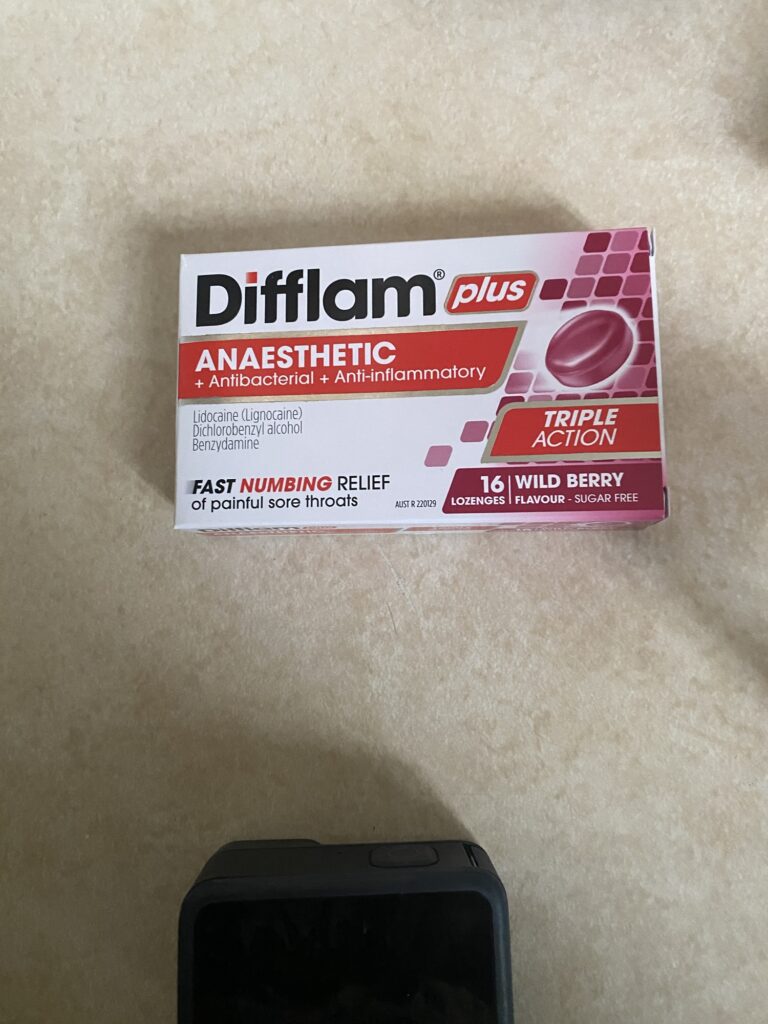 Difflam® plus
ANAESTHETIC
+ Antibacterial + Anti-inflammatory
Lidocaine (Lignocaine)
Dichlorobenzyl alcohol
Benzydamine
TRIPLE
ACTION
FAST NUMBING RELIEF
of painful sore throats
AUST R 220129
16
LOZENGES
WILD BERRY
FLAVOUR - SUGAR FREE